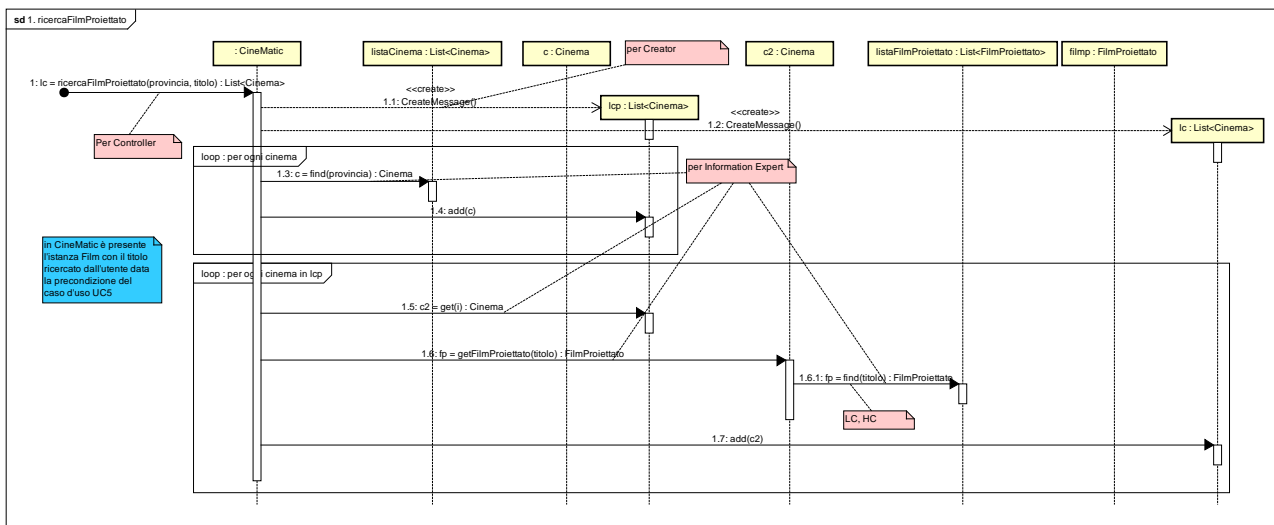 sd 1. ricercaFilmProiettato
: CineMatic
listaCinema : List<Cinema>
c : Cinema
per Creator
c2 : Cinema
listaFilmProiettato : List<FilmProiettato>
filmp : FilmProiettato
1: lc = ricercaFilmProiettato(provincia, titolo) : List<Cinema>
<<create>>
1.1: CreateMessage()
lcp : List<Cinema>
<<create>>
1.2: CreateMessage()
lc : List<Cinema>
Per Controller
loop : per ogni cinema
per Information Expert
1.3: c = find(provincia) : Cinema
1.4: add(c)
in CineMatic è presente
l'istanza Film con il titolo
ricercato dall'utente data
la precondizione del
caso d'uso UC5
loop : per ogni cinema in lcp
1.5: c2 = get(i) : Cinema
1.6: fp = getFilmProiettato(titolo) : FilmProiettato
1.6.1: fp = find(titolo) : FilmProiettato
LC, HC
1.7: add(c2)